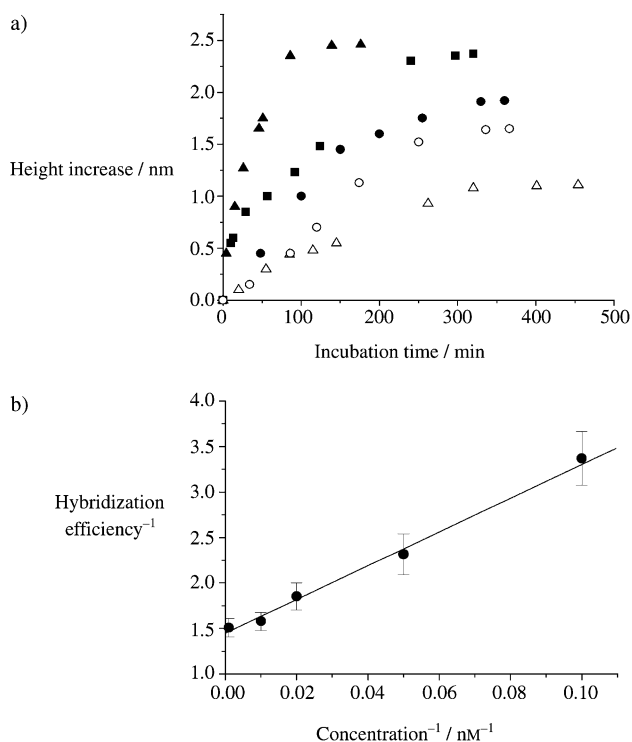 a)
2.5
2.0
1.5
Height increase / nm
1.0
0.5
0.0
0 100 200 300 400 500
Incubation time / min
b)
4.0
3.5
Hybridization
efficiency⁻¹
3.0
2.5
2.0
1.5
1.0
0.00 0.02 0.04 0.06 0.08 0.10
Concentration⁻¹ / nM⁻¹